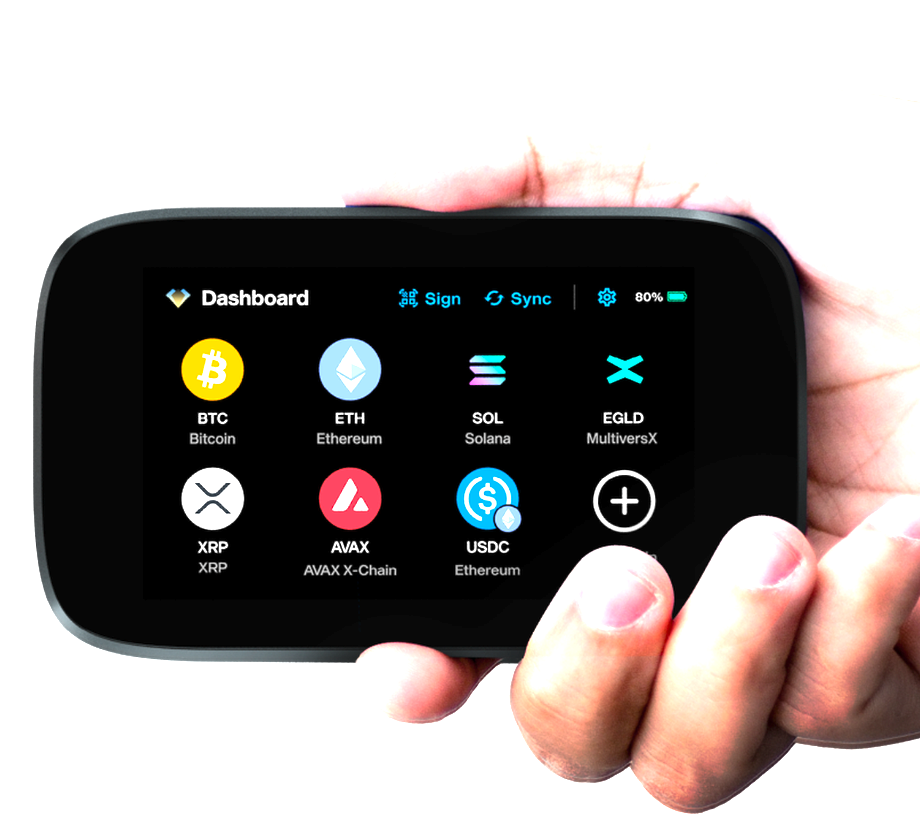 Dashboard
Sign
Sync
80%
BTC
Bitcoin
ETH
Ethereum
SOL
Solana
EGLD
MultiversX
XRP
XRP
AVAX
AVAX X-Chain
USDC
Ethereum